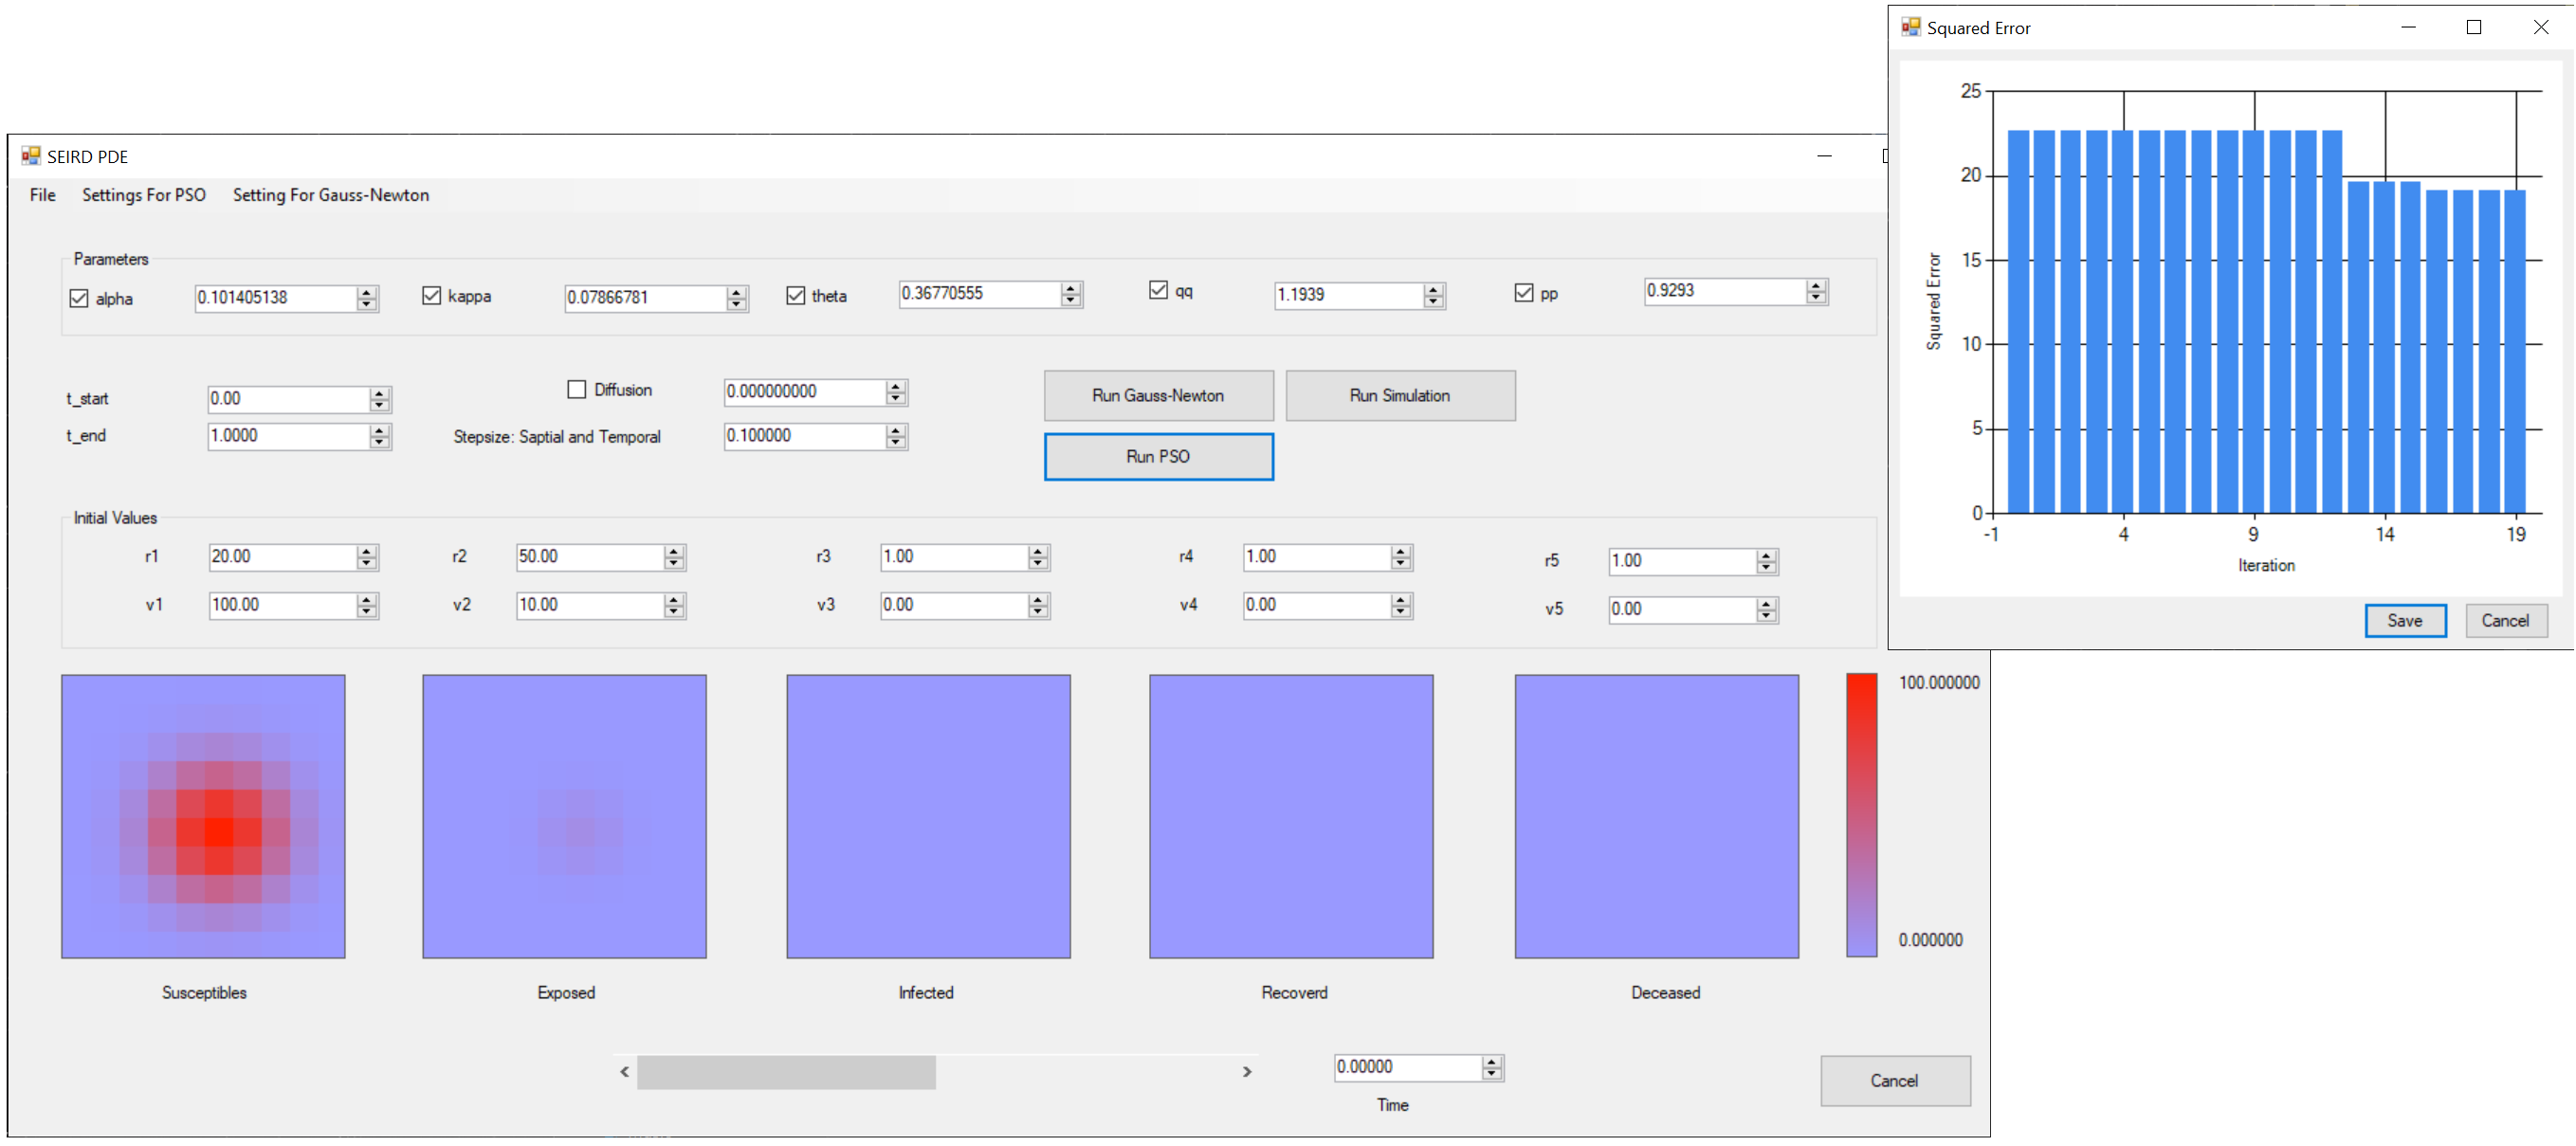 Squared Error
25
20
15
10
5
0
Squared Error
-1 4 9 14 19
Iteration
Save Cancel
SEIRD PDE
File Settings For PSO Setting For Gauss-Newton
Parameters
alpha 0.101405138 kappa 0.07866781 theta 0.36770555 qq 1.1939 pp 0.9293
t_start 0.00 Diffusion 0.000000000 Run Gauss-Newton Run Simulation
t_end 1.0000 Stepsize: Saptial and Temporal 0.100000 Run PSO
Initial Values
r1 20.00 r2 50.00 r3 1.00 r4 1.00 r5 1.00
v1 100.00 v2 10.00 v3 0.00 v4 0.00 v5 0.00
100.000000
0.000000
Susceptibles Exposed Infected Recoverd Deceased
0.00000
Time
Cancel